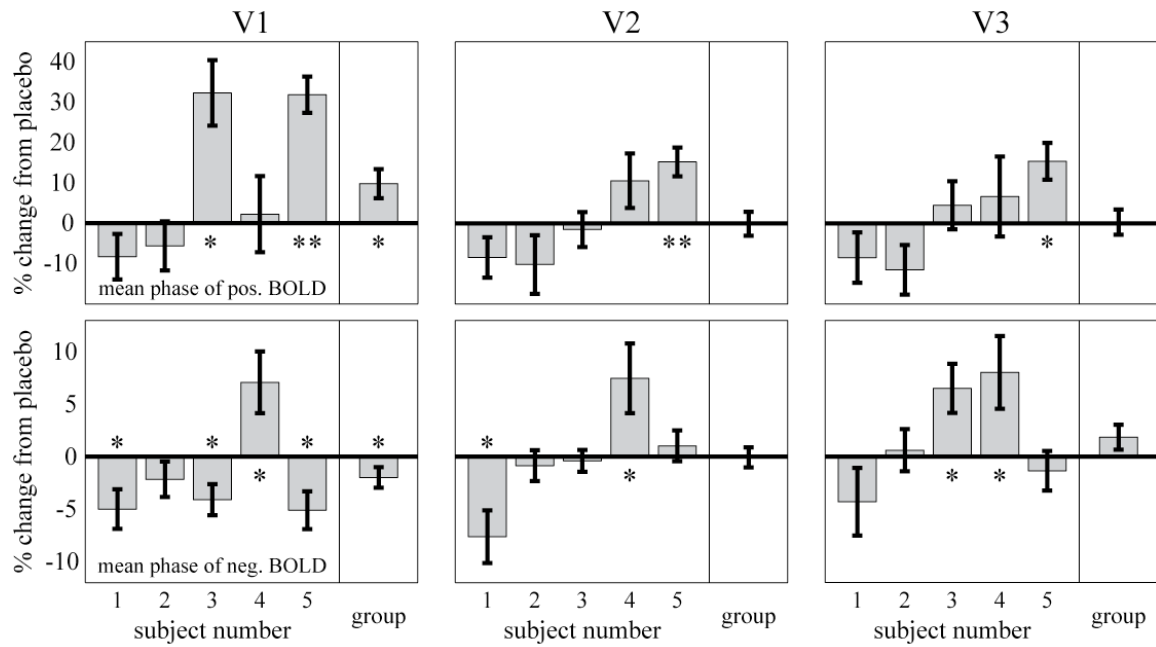 V1 V2 V3
% change from placebo
40
30
20
10
0
-10
* ** *
**
*
mean phase of pos. BOLD
% change from placebo
10
5
0
-5
-10
* * * *
*
*
*
* *
mean phase of neg. BOLD
1 2 3 4 5 group
subject number
1 2 3 4 5 group
subject number
1 2 3 4 5 group
subject number